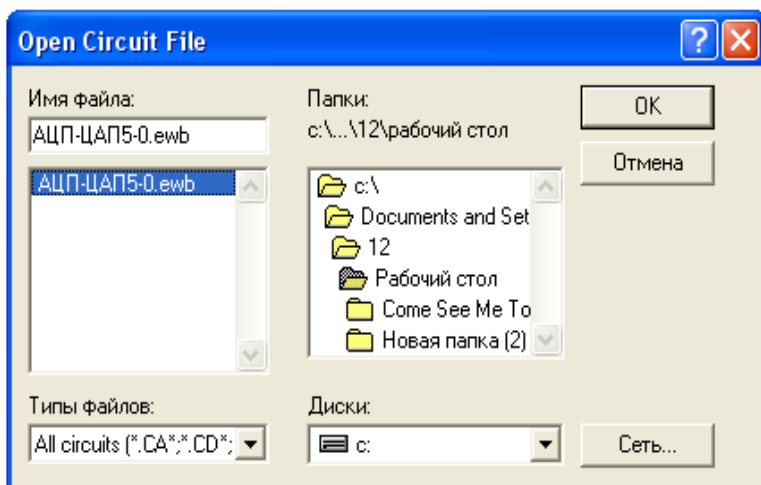 Open Circuit File
Имя файла:
АЦП-ЦАП5-0.ewb
АЦП-ЦАП5-0.ewb
Папки:
c:\...\12\рабочий стол
c:\
Documents and Set
12
Рабочий стол
Come See Me To
Новая папка (2)
OK
Отмена
Типы файлов:
All circuits (*.CA*;*.CD*;
Диски:
c:
Сеть...